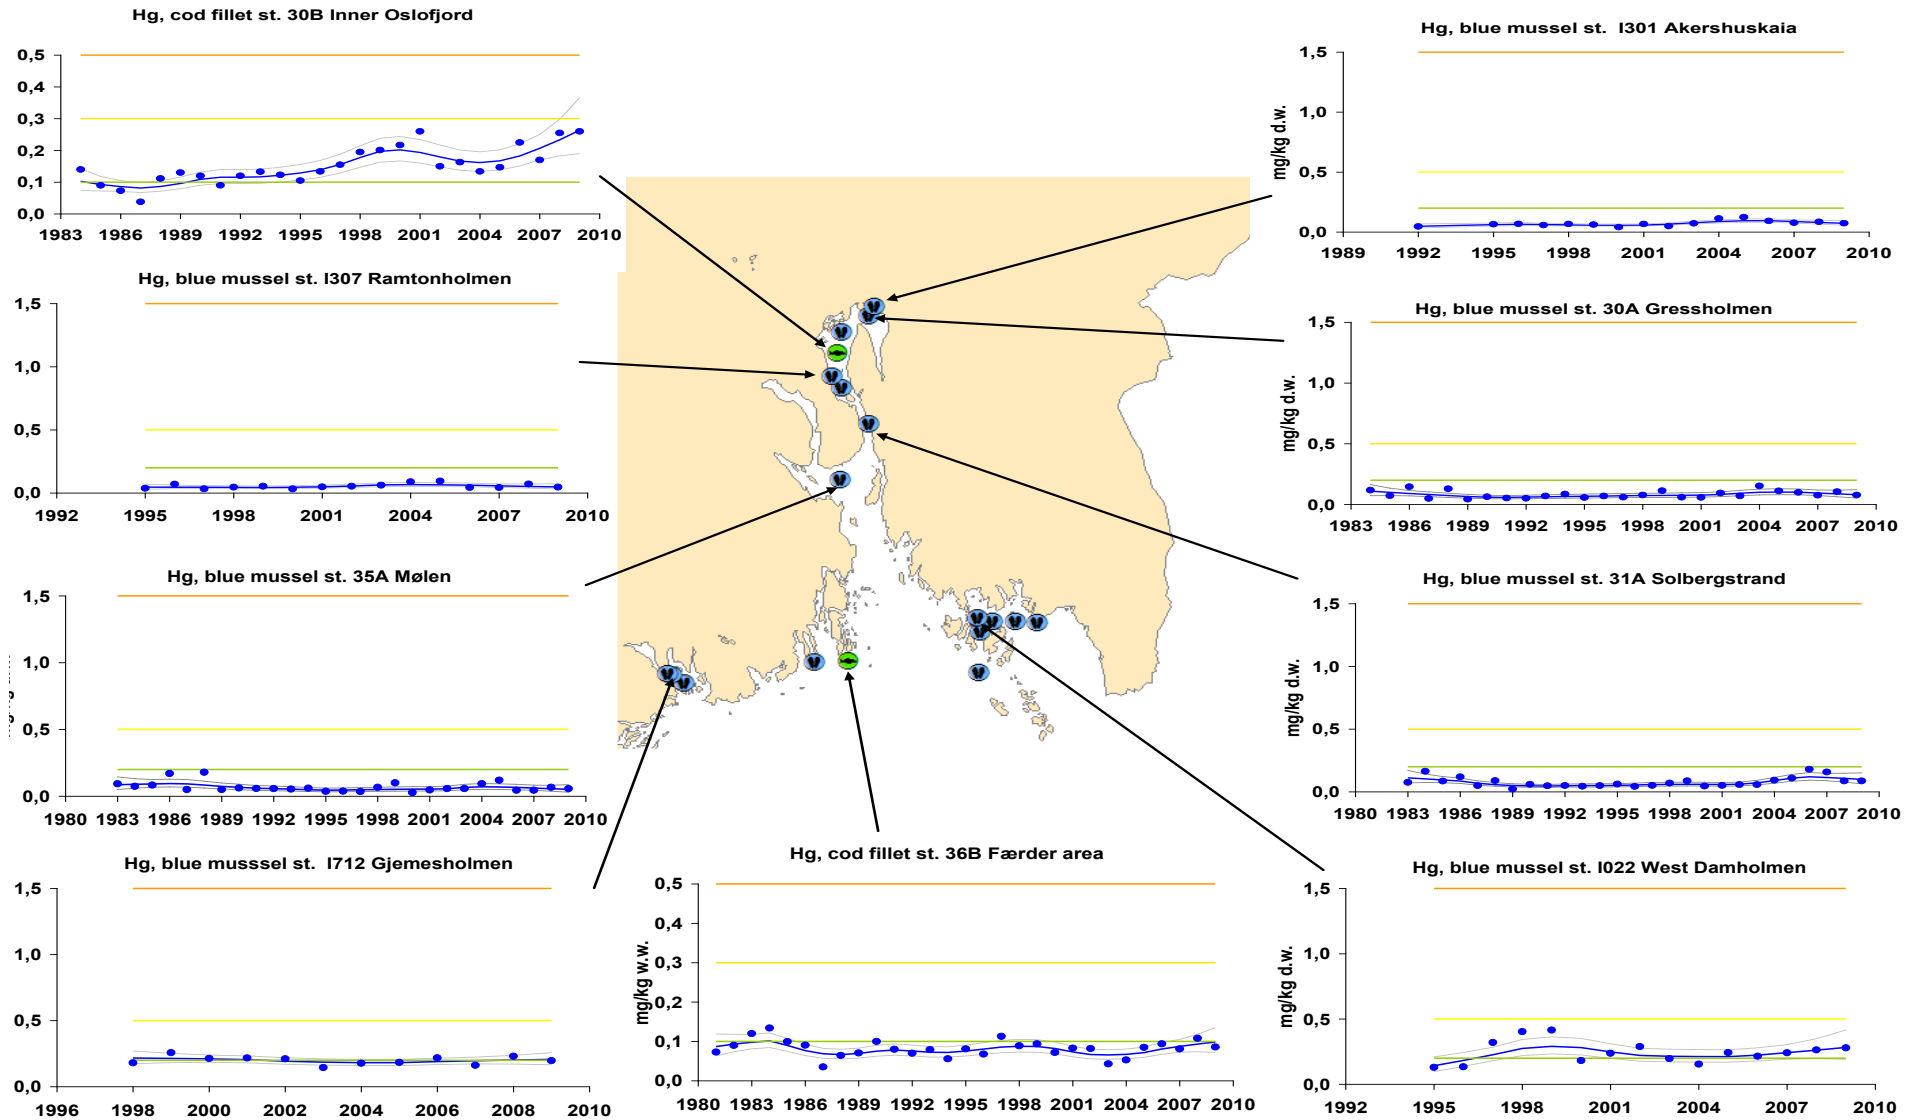 Hg, cod fillet st. 30B Inner Oslofjord
0,5
0,4
0,3
0,2
0,1
0,0
1983 1986 1989 1992 1995 1998 2001 2004 2007 2010
Hg, blue mussel st. I301 Akershuskaia
mg/kg d.w.
1,5
1,0
0,5
0,0
1989 1992 1995 1998 2001 2004 2007 2010
Hg, blue mussel st. I307 Ramtonholmen
1,5
1,0
0,5
0,0
1992 1995 1998 2001 2004 2007 2010
Hg, blue mussel st. 30A Gressholmen
mg/kg d.w.
1,5
1,0
0,5
0,0
1983 1986 1989 1992 1995 1998 2001 2004 2007 2010
Hg, blue mussel st. 35A Mølen
1,5
1,0
0,5
0,0
1980 1983 1986 1989 1992 1995 1998 2001 2004 2007 2010
Hg, blue mussel st. 31A Solbergstrand
mg/kg d.w.
1,5
1,0
0,5
0,0
1980 1983 1986 1989 1992 1995 1998 2001 2004 2007 2010
Hg, blue musssel st. I712 Gjemesholmen
1,5
1,0
0,5
0,0
1996 1998 2000 2002 2004 2006 2008 2010
Hg, cod fillet st. 36B Færder area
mg/kg w.w.
0,5
0,4
0,3
0,2
0,1
0,0
1980 1983 1986 1989 1992 1995 1998 2001 2004 2007 2010
Hg, blue mussel st. I022 West Damholmen
mg/kg d.w.
1,5
1,0
0,5
0,0
1992 1995 1998 2001 2004 2007 2010